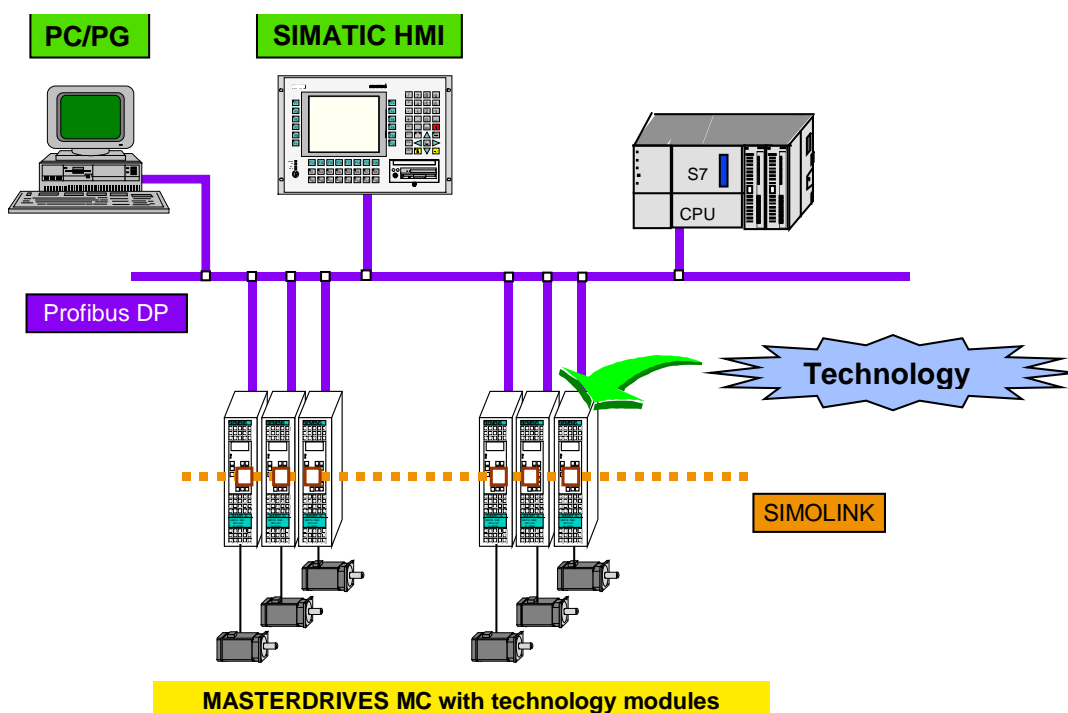 PC/PG
SIMATIC HMI
S7
CPU
Profibus DP
Technology
SIMOLINK
MASTERDRIVES MC with technology modules